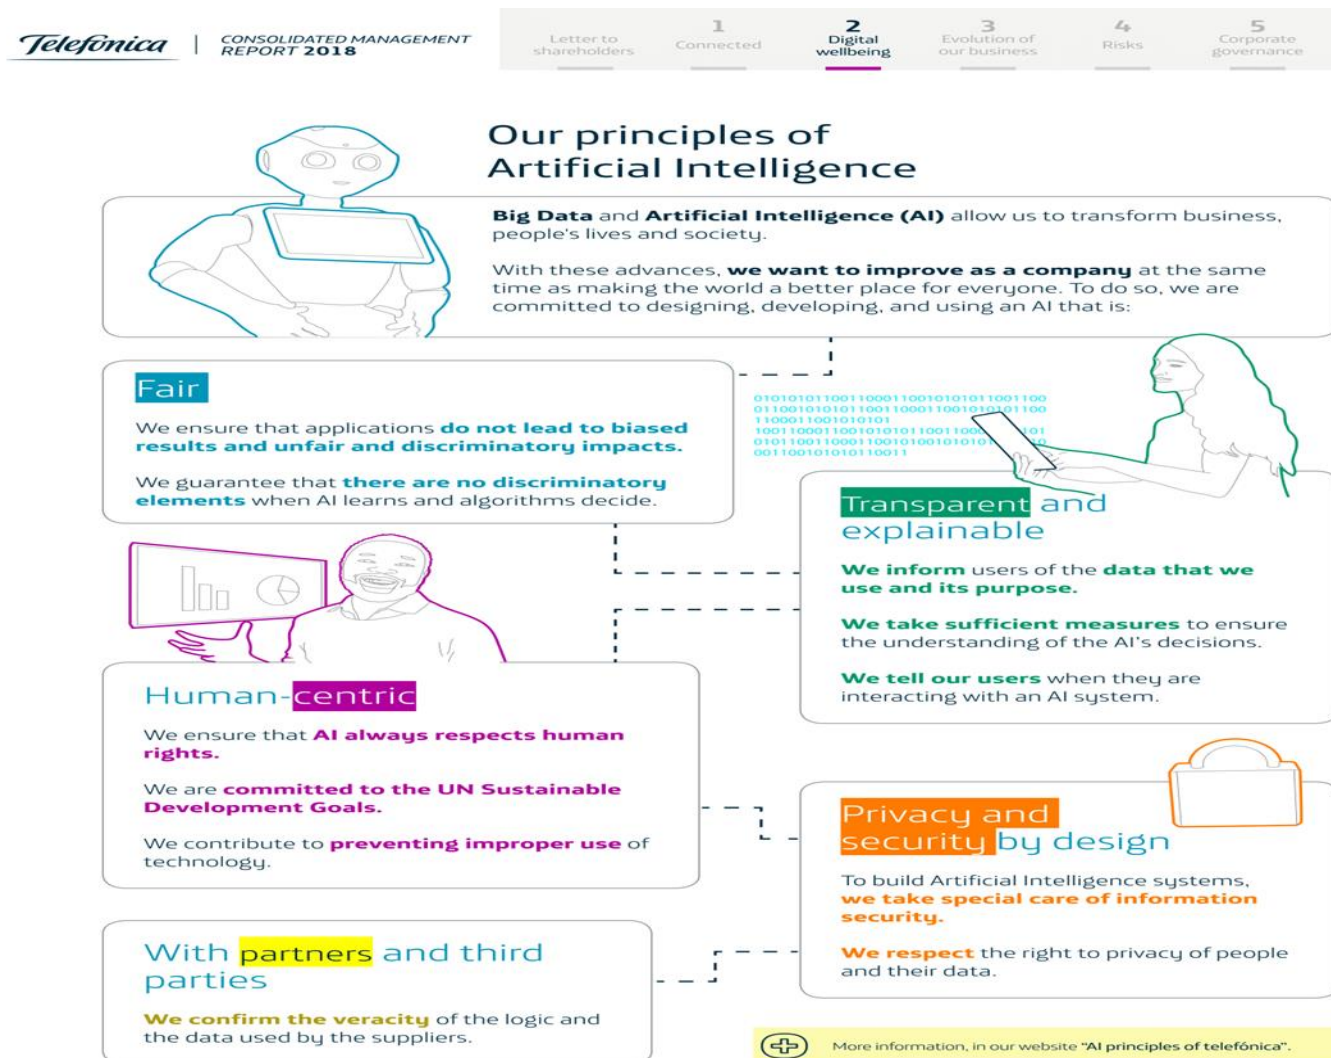 Telefónica
CONSOLIDATED MANAGEMENT
REPORT 2018
Letter to
shareholders
1
Connected
2
Digital
wellbeing
3
Evolution of
our business
4
Risks
5
Corporate
governance
Our principles of
Artificial Intelligence
Big Data and Artificial Intelligence (AI) allow us to transform business,
people's lives and society.
With these advances, we want to improve as a company at the same
time as making the world a better place for everyone. To do so, we are
committed to designing, developing, and using an AI that is:
Fair
We ensure that applications do not lead to biased
results and unfair and discriminatory impacts.
We guarantee that there are no discriminatory
elements when AI learns and algorithms decide.
Transparent and
explainable
We inform users of the data that we
use and its purpose.
We take sufficient measures to ensure
the understanding of the AI's decisions.
We tell our users when they are
interacting with an AI system.
Human-centric
We ensure that AI always respects human
rights.
We are committed to the UN Sustainable
Development Goals.
We contribute to preventing improper use of
technology.
Privacy and
security by design
To build Artificial Intelligence systems,
we take special care of information
security.
We respect the right to privacy of people
and their data.
With partners and third
parties
We confirm the veracity of the logic and
the data used by the suppliers.
More information, in our website "AI principles of telefónica".